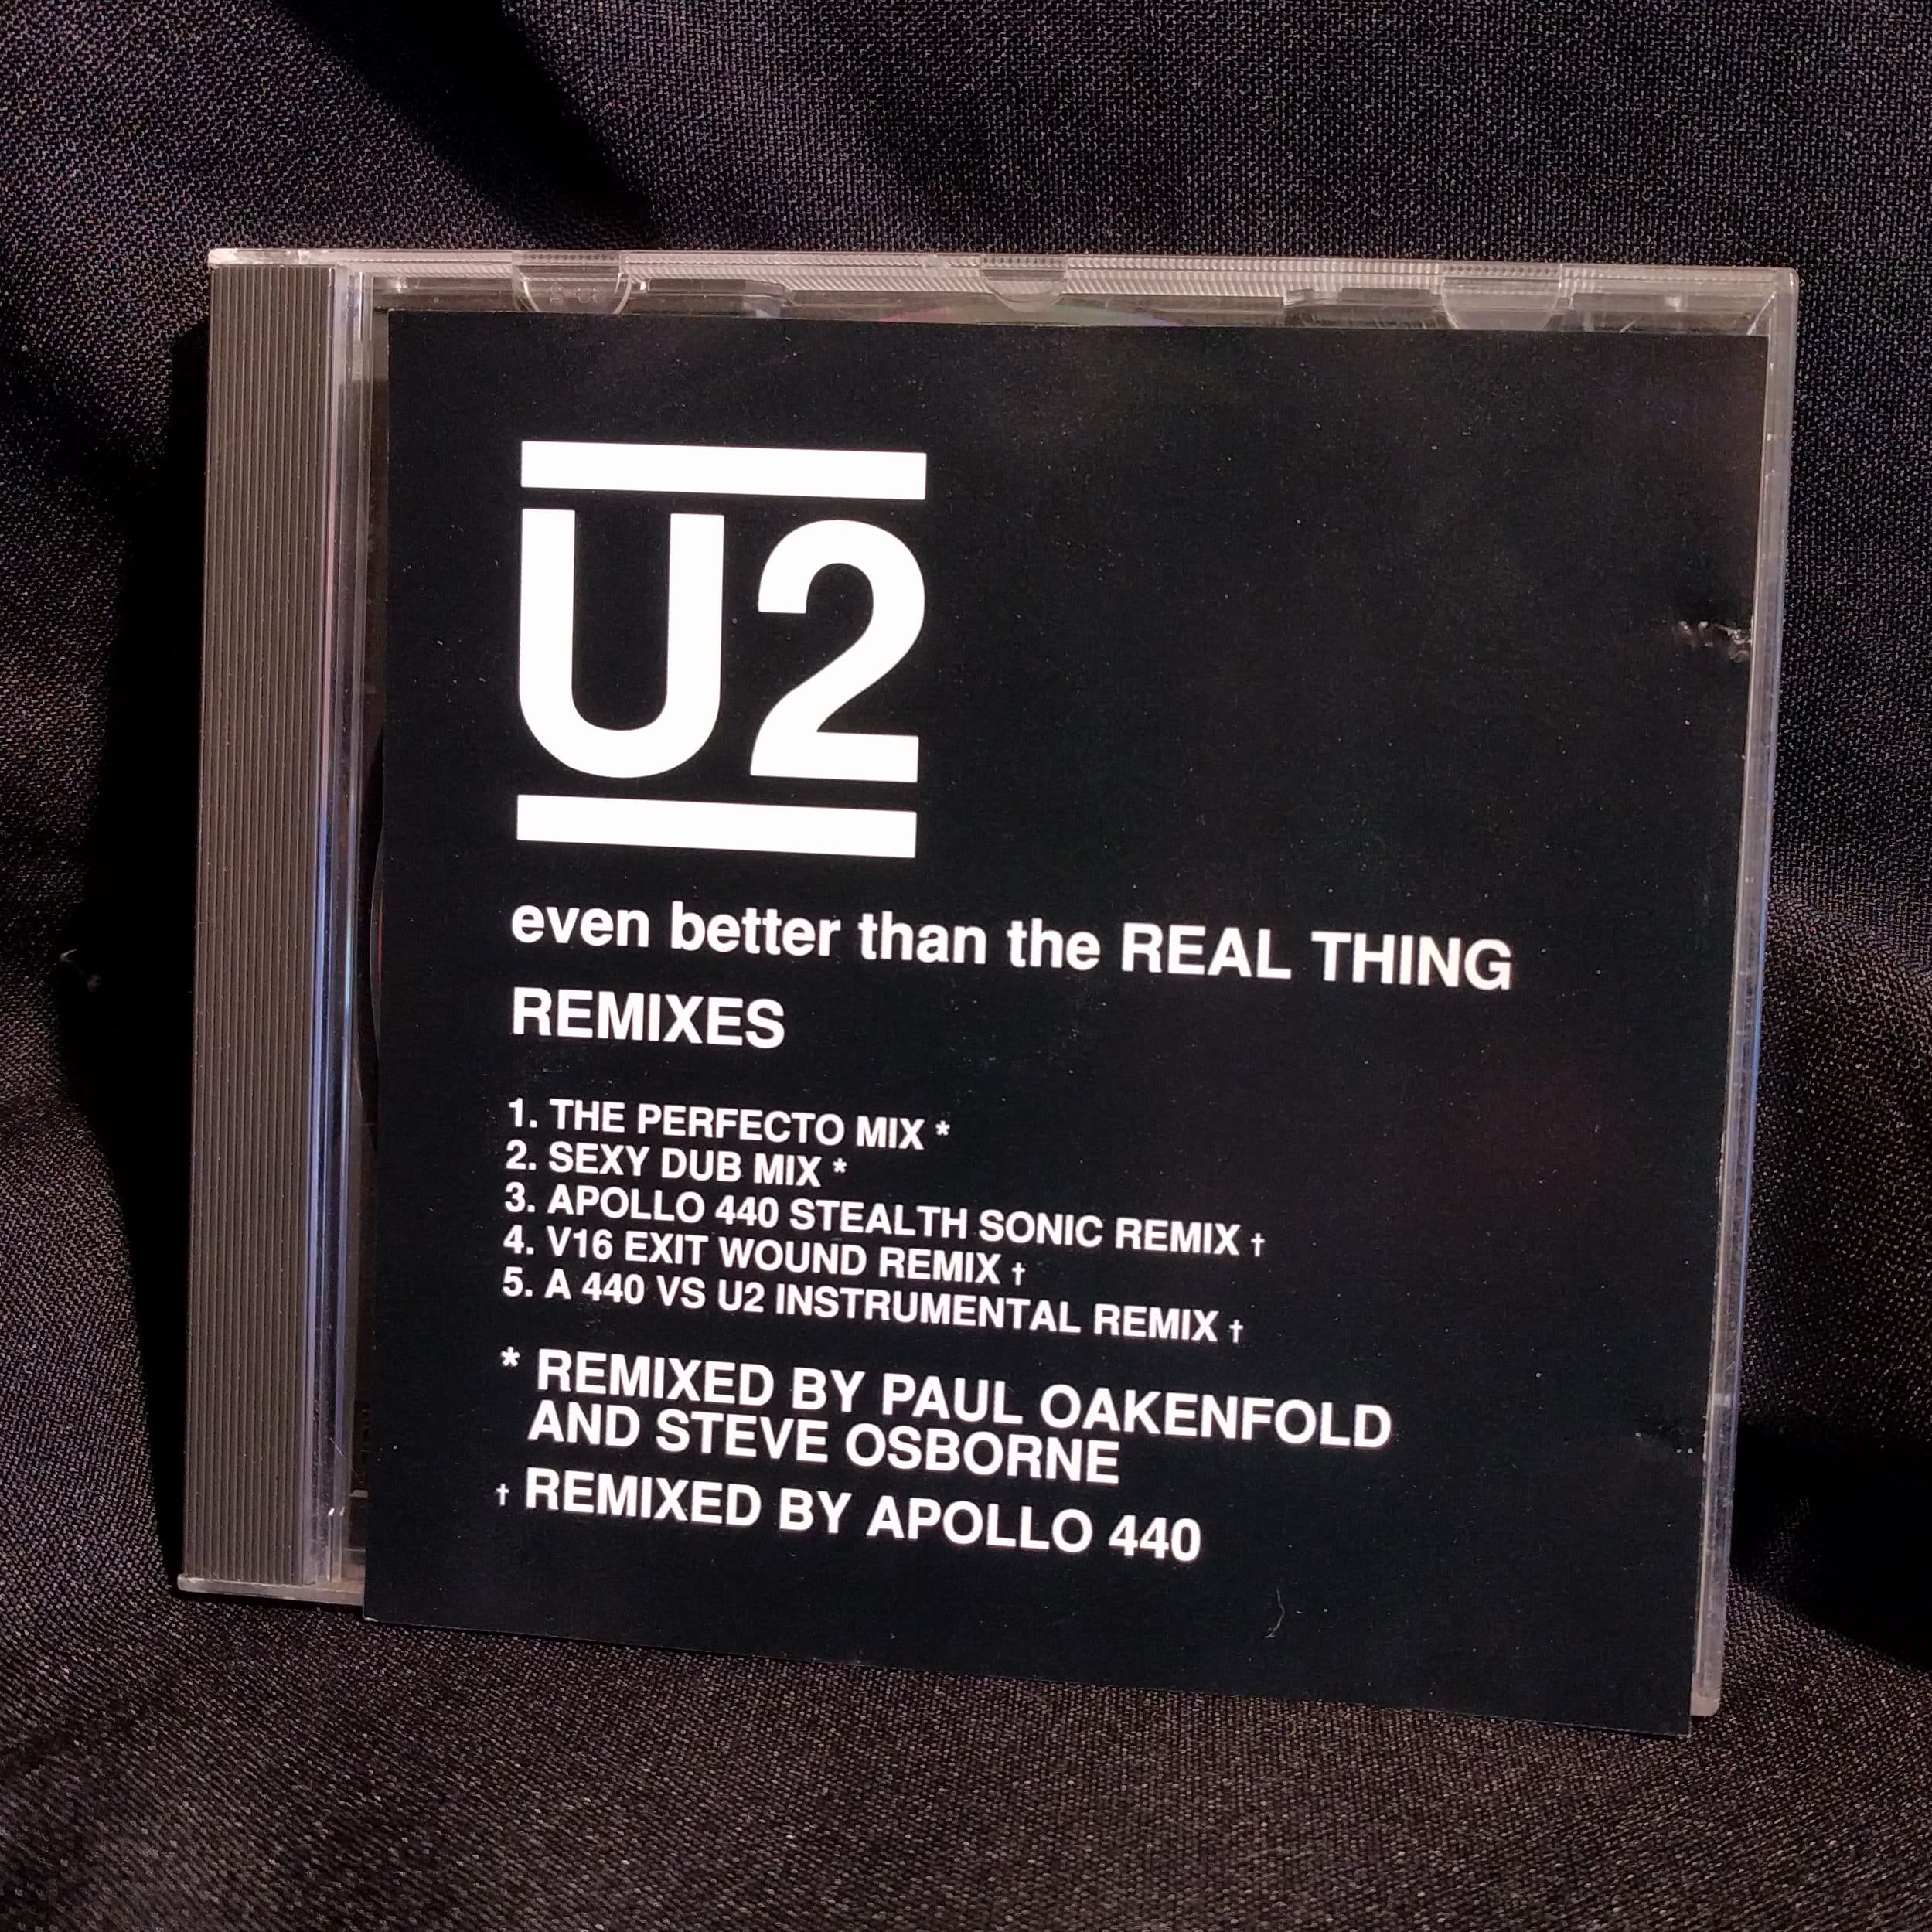 U2
even better than the REAL THING
REMIXES
1. THE PERFECTO MIX *
2. SEXY DUB MIX *
3. APOLLO 440 STEALTH SONIC REMIX †
4. V16 EXIT WOUND REMIX †
5. A 440 VS U2 INSTRUMENTAL REMIX †
* REMIXED BY PAUL OAKENFOLD
AND STEVE OSBORNE
† REMIXED BY APOLLO 440